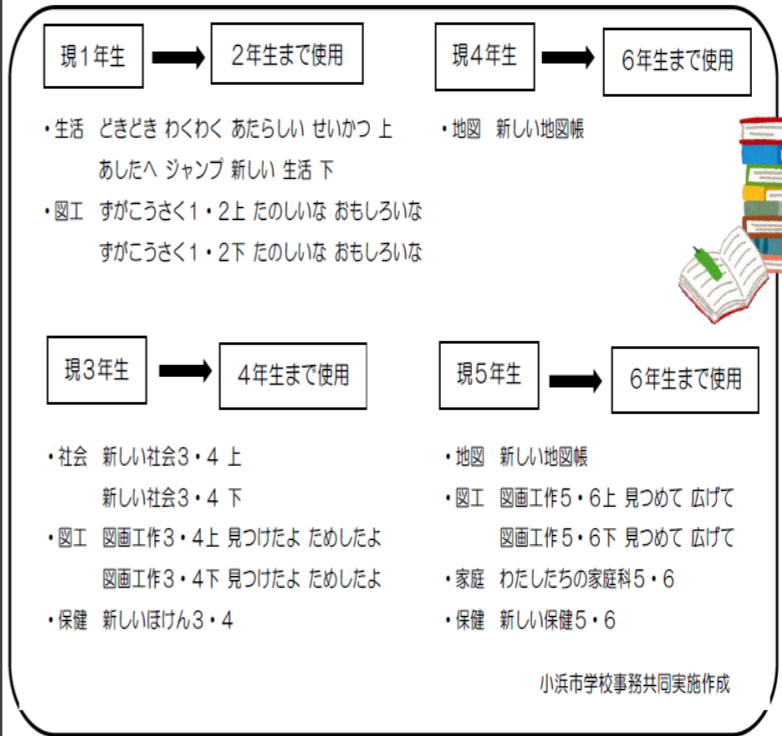 現1年生 → 2年生まで使用
・生活 どきどき わくわく あたらしい せいかつ 上
あしたへ ジャンプ 新しい 生活 下
・図工 ずがこうさく1・2上 たのしいな おもしろいな
ずがこうさく1・2下 たのしいな おもしろいな
現4年生 → 6年生まで使用
・地図 新しい地図帳
現3年生 → 4年生まで使用
・社会 新しい社会3・4 上
新しい社会3・4 下
・図工 図画工作3・4上 見つけたよ ためしたよ
図画工作3・4下 見つけたよ ためしたよ
・保健 新しいほけん3・4
現5年生 → 6年生まで使用
・地図 新しい地図帳
・図工 図画工作5・6上 見つめて 広げて
図画工作5・6下 見つめて 広げて
・家庭 わたしたちの家庭科5・6
・保健 新しい保健5・6
小浜市学校事務共同実施作成